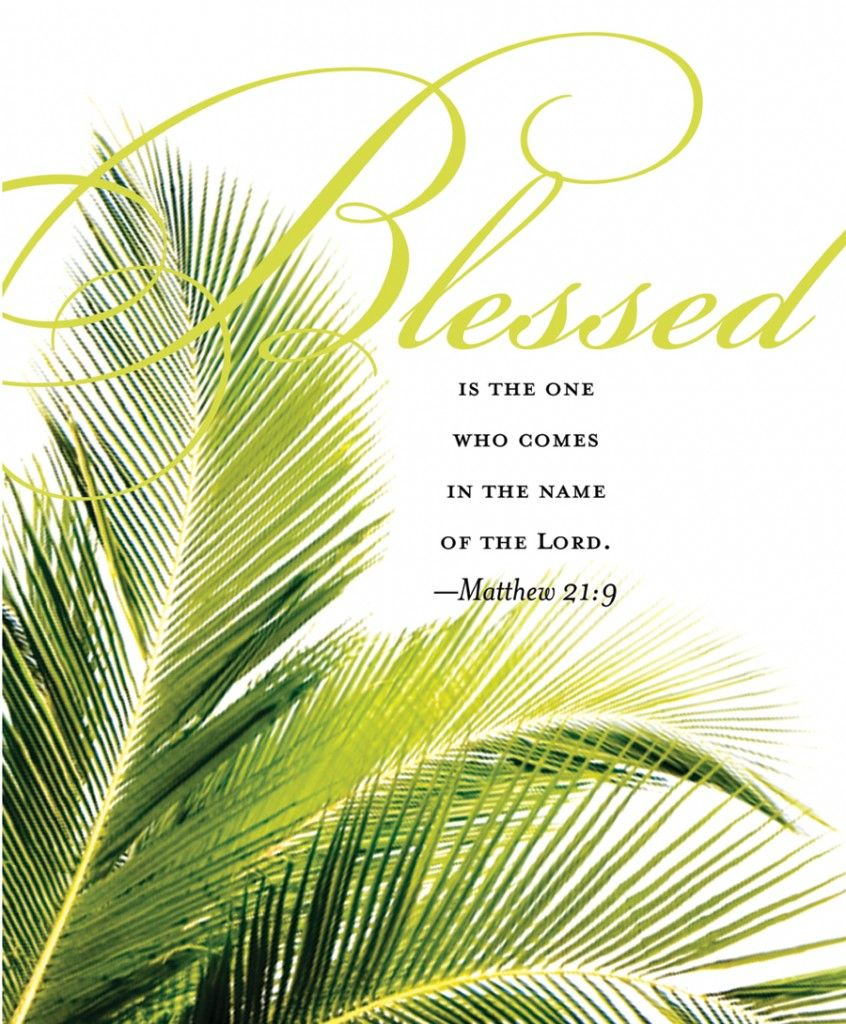 Blessed
IS THE ONE
WHO COMES
IN THE NAME
OF THE LORD.
—Matthew 21:9